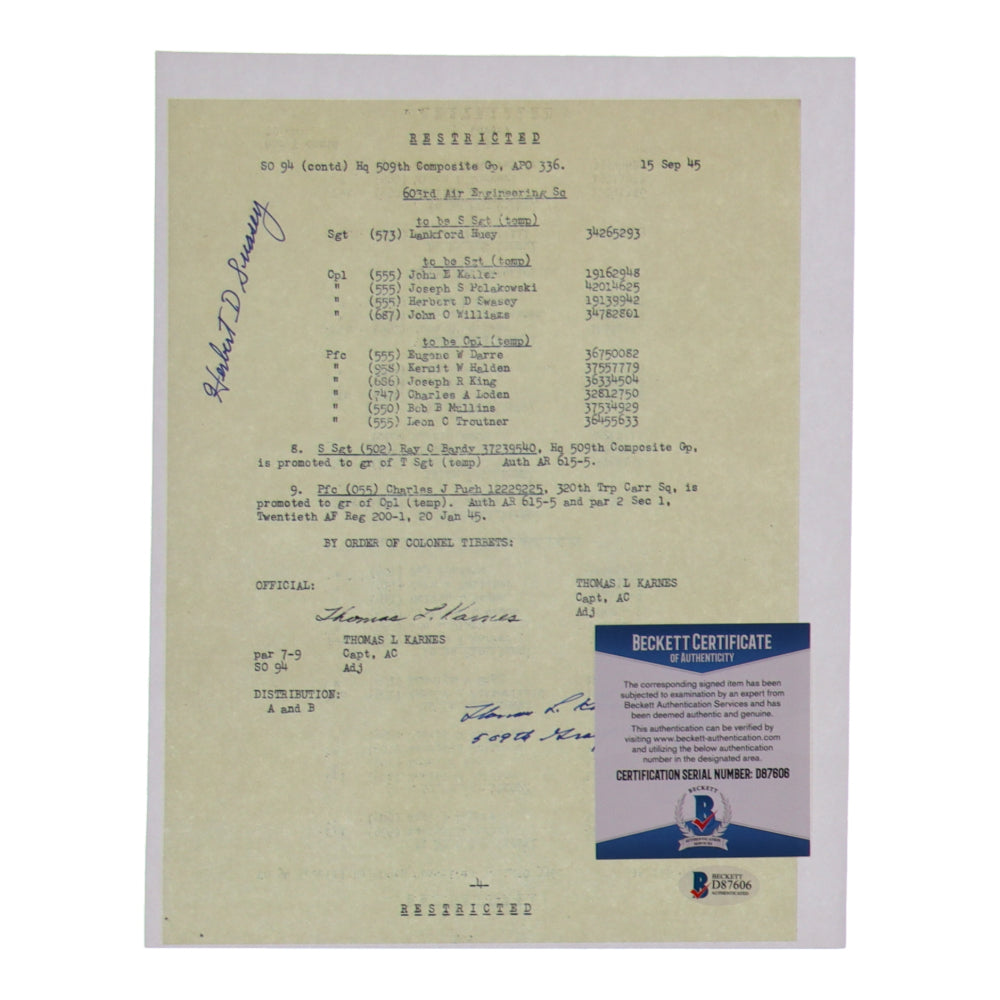 RESTRICTED
SO 94 (contd) Hq 509th Composite Gp, APO 336. 15 Sep 45
603rd Air Engineering Sq
to be S Sgt (temp)
Sgt (573) Lankford Huey 34265293
to be Sgt (temp)
Cpl (555) John E Keller 19162948
" (555) Joseph S Polakowski 42014625
" (555) Herbert D Swasey 19139942
" (687) John O Williams 34782801
to be Cpl (temp)
Pfc (555) Eugene W Darre 36750082
" (958) Kermit W Halden 37557779
" (686) Joseph R King 36334504
" (747) Charles A Loden 32812750
" (550) Bob B Mullins 37534929
" (555) Leon C Troutner 36455633
Herbert D Swasey
8. S Sgt (502) Ray C Bandy 37239540, Hq 509th Composite Gp,
is promoted to gr of T Sgt (temp) Auth AR 615-5.
9. Pfc (055) Charles J Pugh 12229225, 320th Trp Carr Sq, is
promoted to gr of Cpl (temp). Auth AR 615-5 and par 2 Sec 1,
Twentieth AF Reg 200-1, 20 Jan 45.
BY ORDER OF COLONEL TIBBETS:
OFFICIAL:
THOMAS L KARNES
Capt, AC
Adj
Thomas L. Karnes
THOMAS L KARNES
Capt, AC
Adj
par 7-9
SO 94
DISTRIBUTION:
A and B
Thomas L. K
509th
BECKETT CERTIFICATE
OF AUTHENTICITY
The corresponding signed item has been
subjected to examination by an expert from
Beckett Authentication Services and has
been deemed authentic and genuine.
This authentication can be verified by
visiting www.beckett-authentication.com
and utilizing the below authentication
number in the designated area.
CERTIFICATION SERIAL NUMBER: D87606
BECKETT
B
AUTHENTICATION
SERVICES
BECKETT
B D87606
AUTHENTICATED
-4-
RESTRICTED